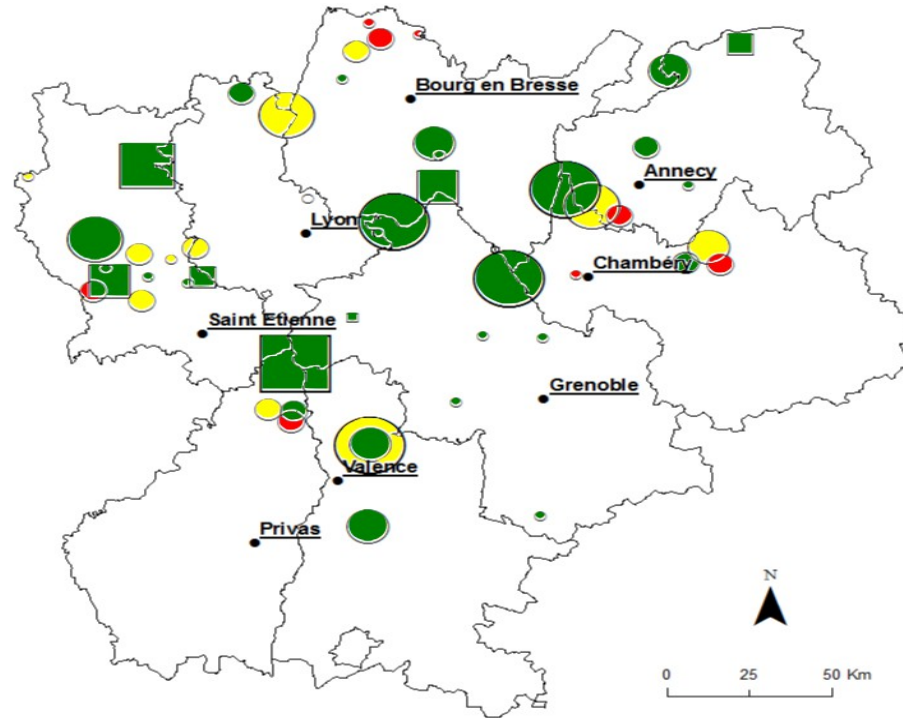 Bourg en Bresse
Annecy
Lyon
Chambéry
Saint Etienne
Grenoble
Valence
Privas
N
0 25 50 Km